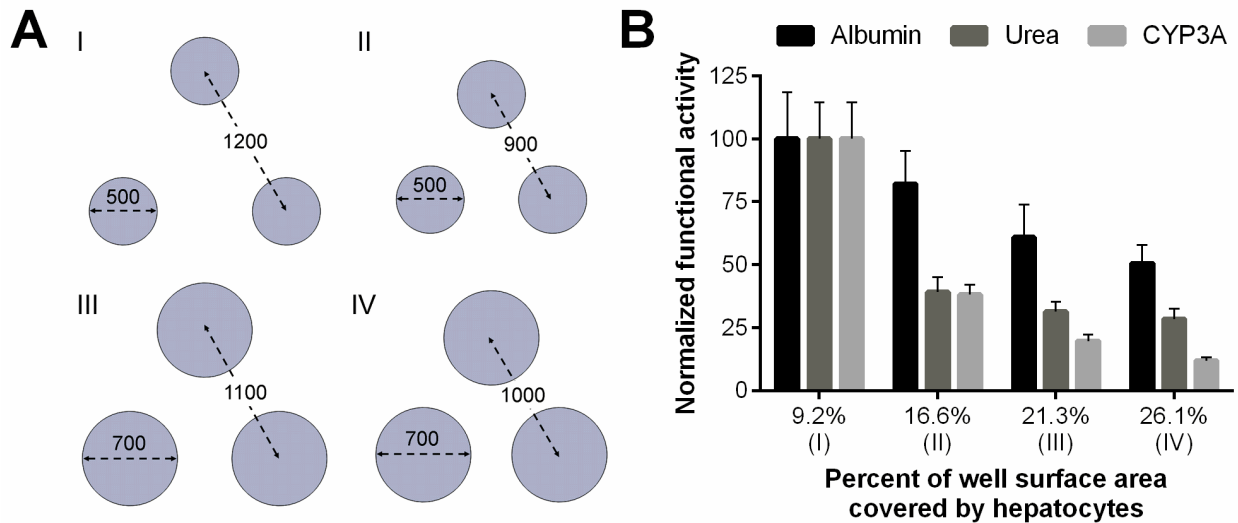 A
I
1200
500
II
900
500
III
1100
700
IV
1000
700
B
Albumin Urea CYP3A
Normalized functional activity
125
100
75
50
25
0
9.2% 16.6% 21.3% 26.1%
(I) (II) (III) (IV)
Percent of well surface area
covered by hepatocytes